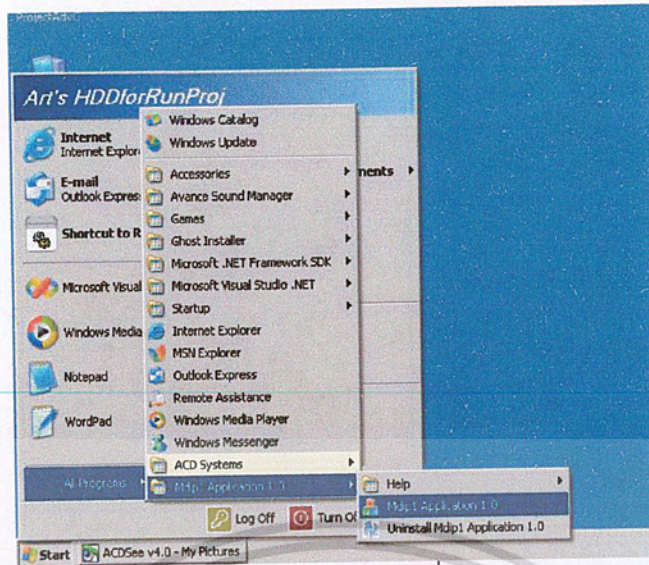 Art's HDDforRunProj
Internet
Internet Explor
E-mail
Outlook Expres
Shortcut to R
Microsoft Visual
Windows Media
Notepad
WordPad
All Programs
Windows Catalog
Windows Update
Accessories
Avance Sound Manager
Games
Ghost Installer
Microsoft .NET Framework SDK
Microsoft Visual Studio .NET
Startup
Internet Explorer
MSN Explorer
Outlook Express
Remote Assistance
Windows Media Player
Windows Messenger
ACD Systems
Mdip1 Application 1.0
ments
Help
Mdip1 Application 1.0
Uninstall Mdip1 Application 1.0
Log Off
Turn Of
Start
ACDSee v4.0 - My Pictures